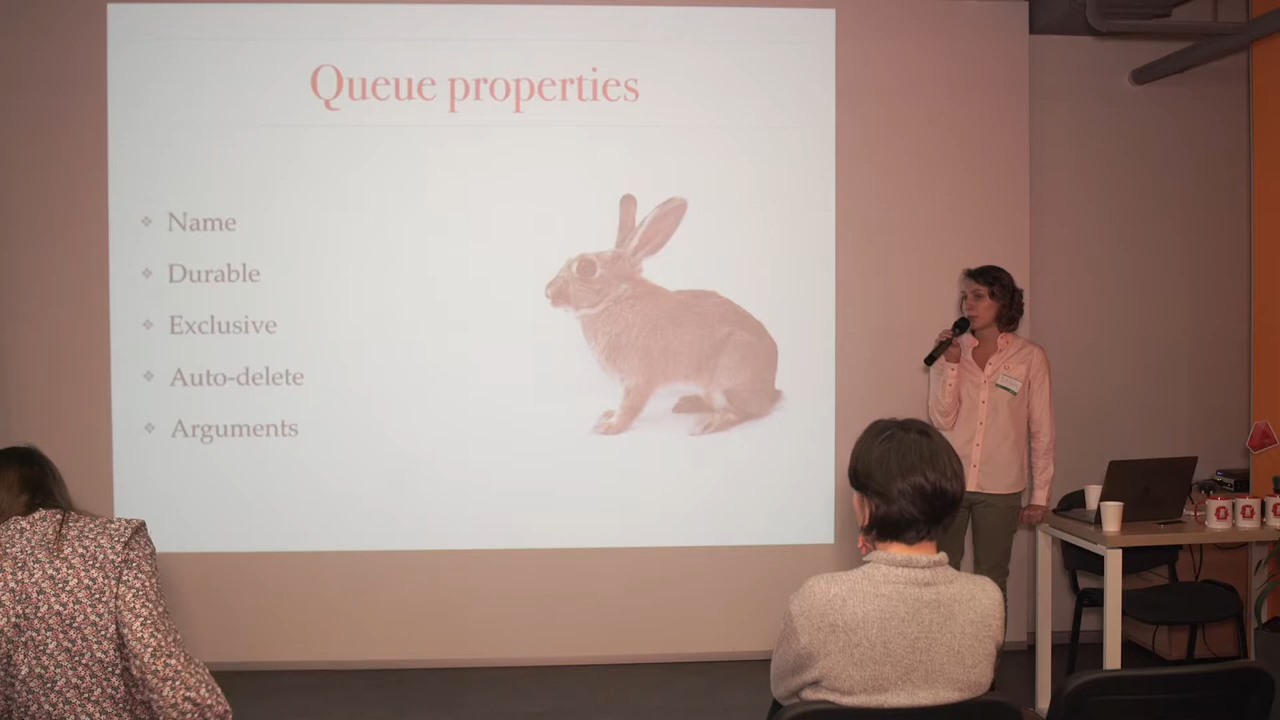 Queue properties
Name
Durable
Exclusive
Auto-delete
Arguments